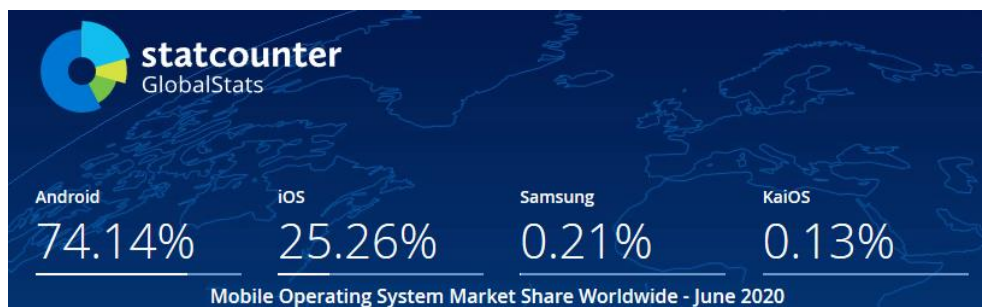 statcounter
GlobalStats
Android iOS Samsung KaiOS
74.14% 25.26% 0.21% 0.13%
Mobile Operating System Market Share Worldwide - June 2020